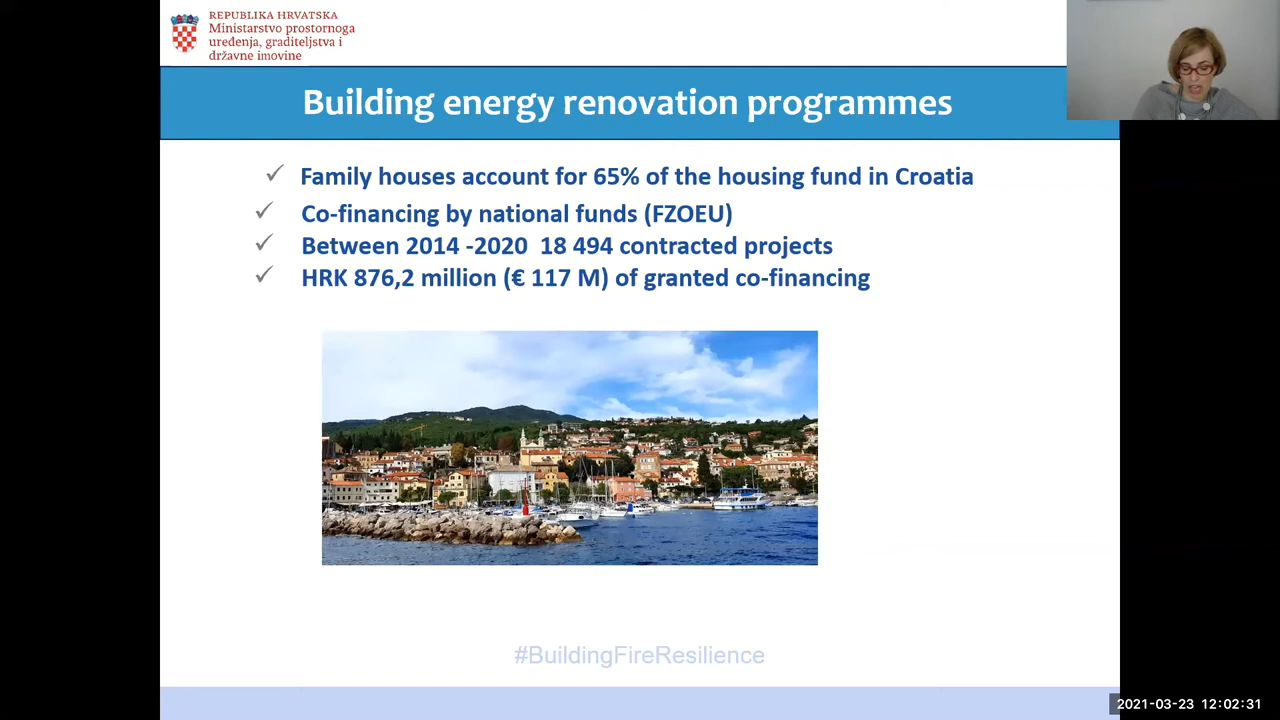 REPUBLIKA HRVATSKA
Ministarstvo prostornoga
uređenja, graditeljstva i
državne imovine
Building energy renovation programmes
✓ Family houses account for 65% of the housing fund in Croatia
✓ Co-financing by national funds (FZOEU)
✓ Between 2014 -2020 18 494 contracted projects
✓ HRK 876,2 million (€ 117 M) of granted co-financing
#BuildingFireResilience
2021-03-23 12:02:31